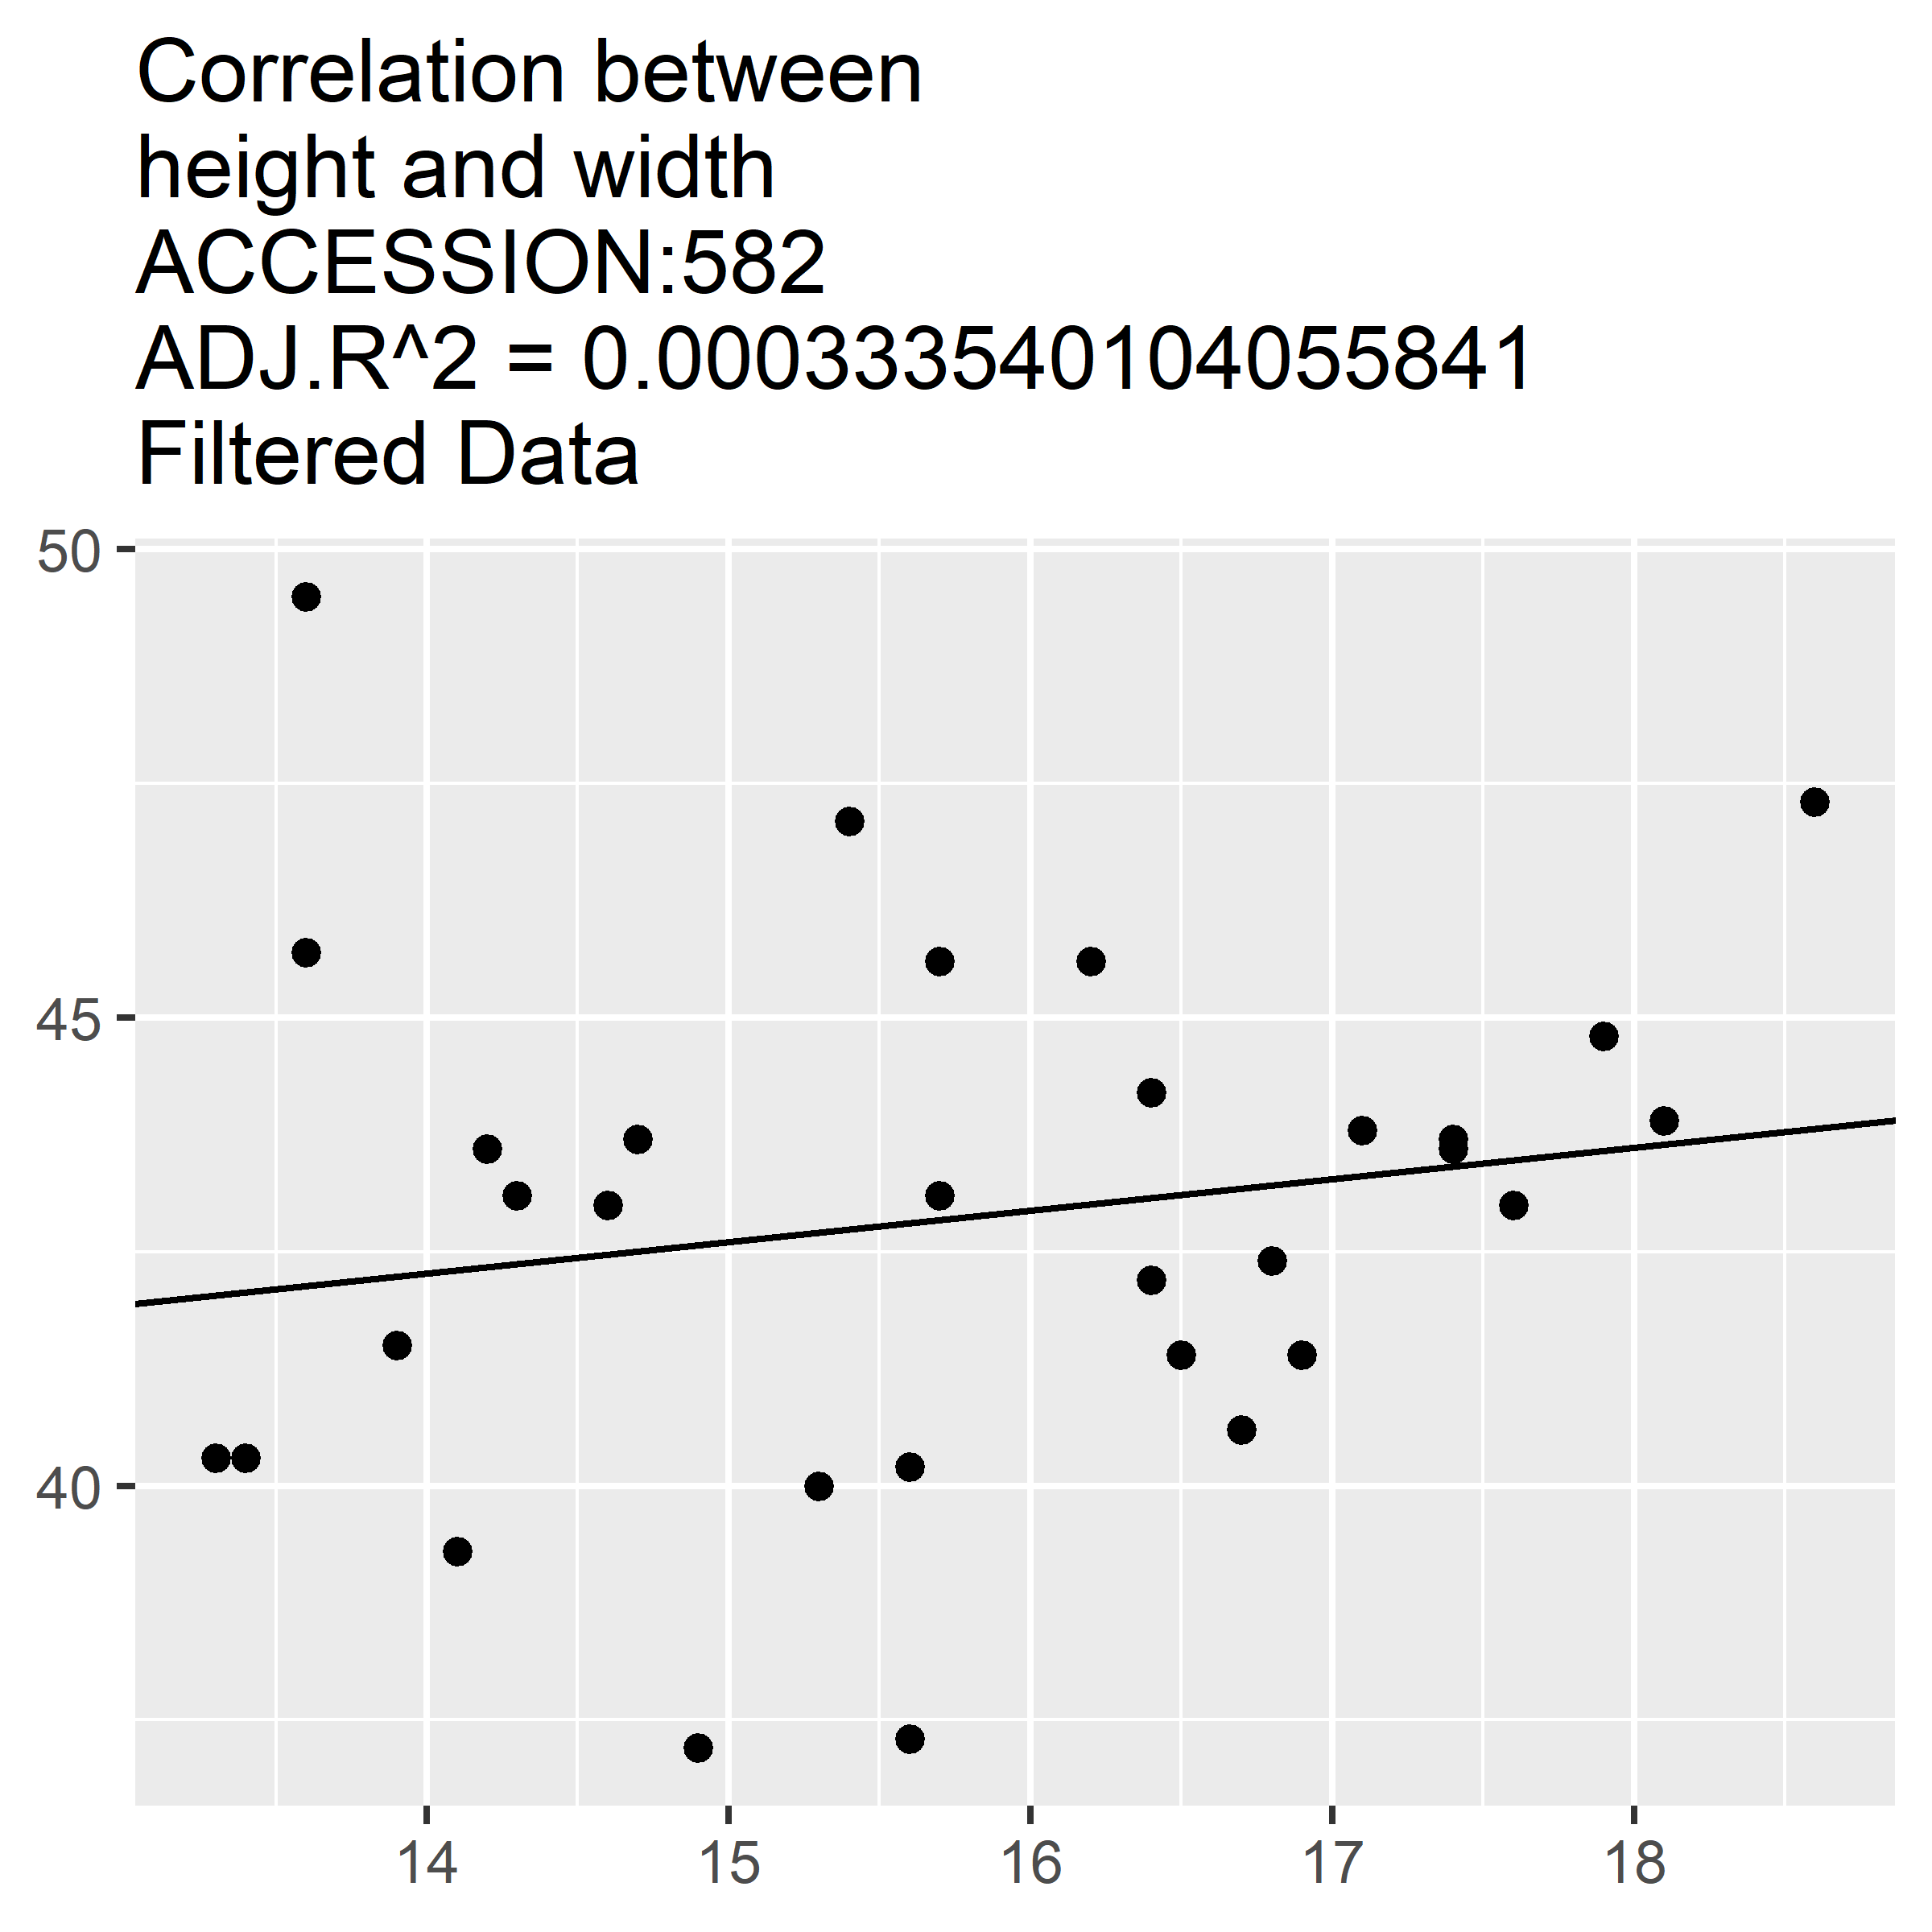 Correlation between
height and width
ACCESSION:582
ADJ.R^2 = 0.000333540104055841
Filtered Data
50
45
40
14 15 16 17 18